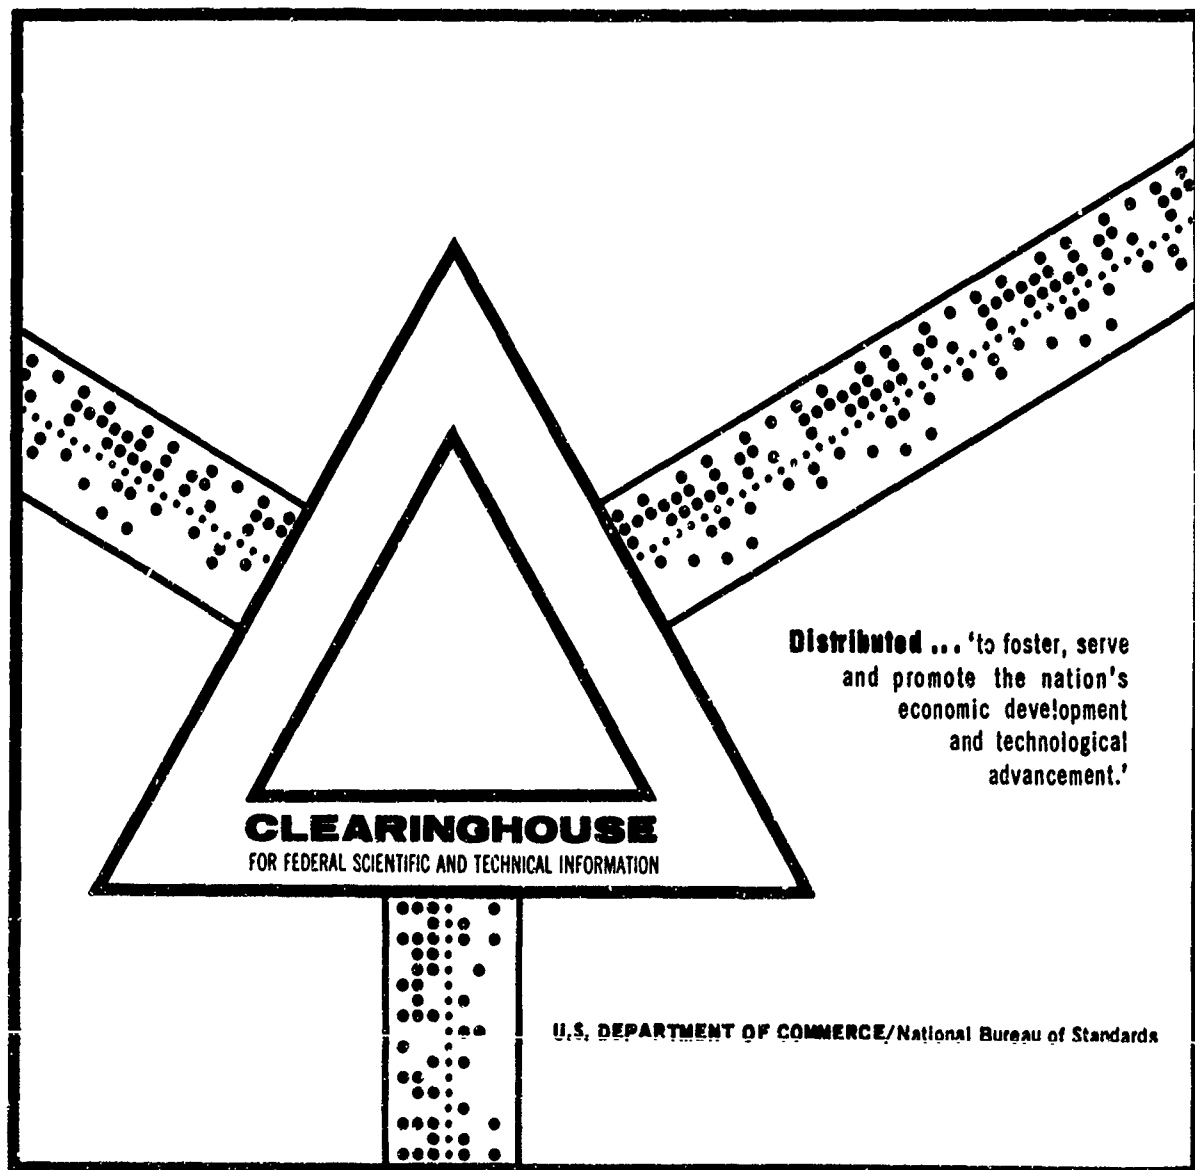 Distributed ... 'to foster, serve
and promote the nation's
economic development
and technological
advancement.'
CLEARINGHOUSE
FOR FEDERAL SCIENTIFIC AND TECHNICAL INFORMATION
U.S. DEPARTMENT OF COMMERCE/National Bureau of Standards